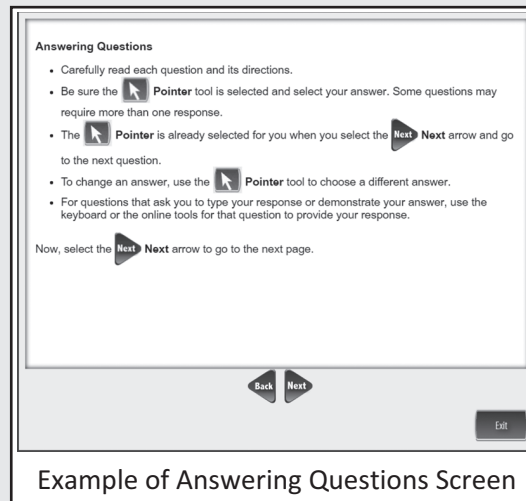 Answering Questions
• Carefully read each question and its directions.
• Be sure the Pointer tool is selected and select your answer. Some questions may
require more than one response.
• The Pointer is already selected for you when you select the Next Next arrow and go
to the next question.
• To change an answer, use the Pointer tool to choose a different answer.
• For questions that ask you to type your response or demonstrate your answer, use the
keyboard or the online tools for that question to provide your response.
Now, select the Next Next arrow to go to the next page.
Back Next
Exit
Example of Answering Questions Screen